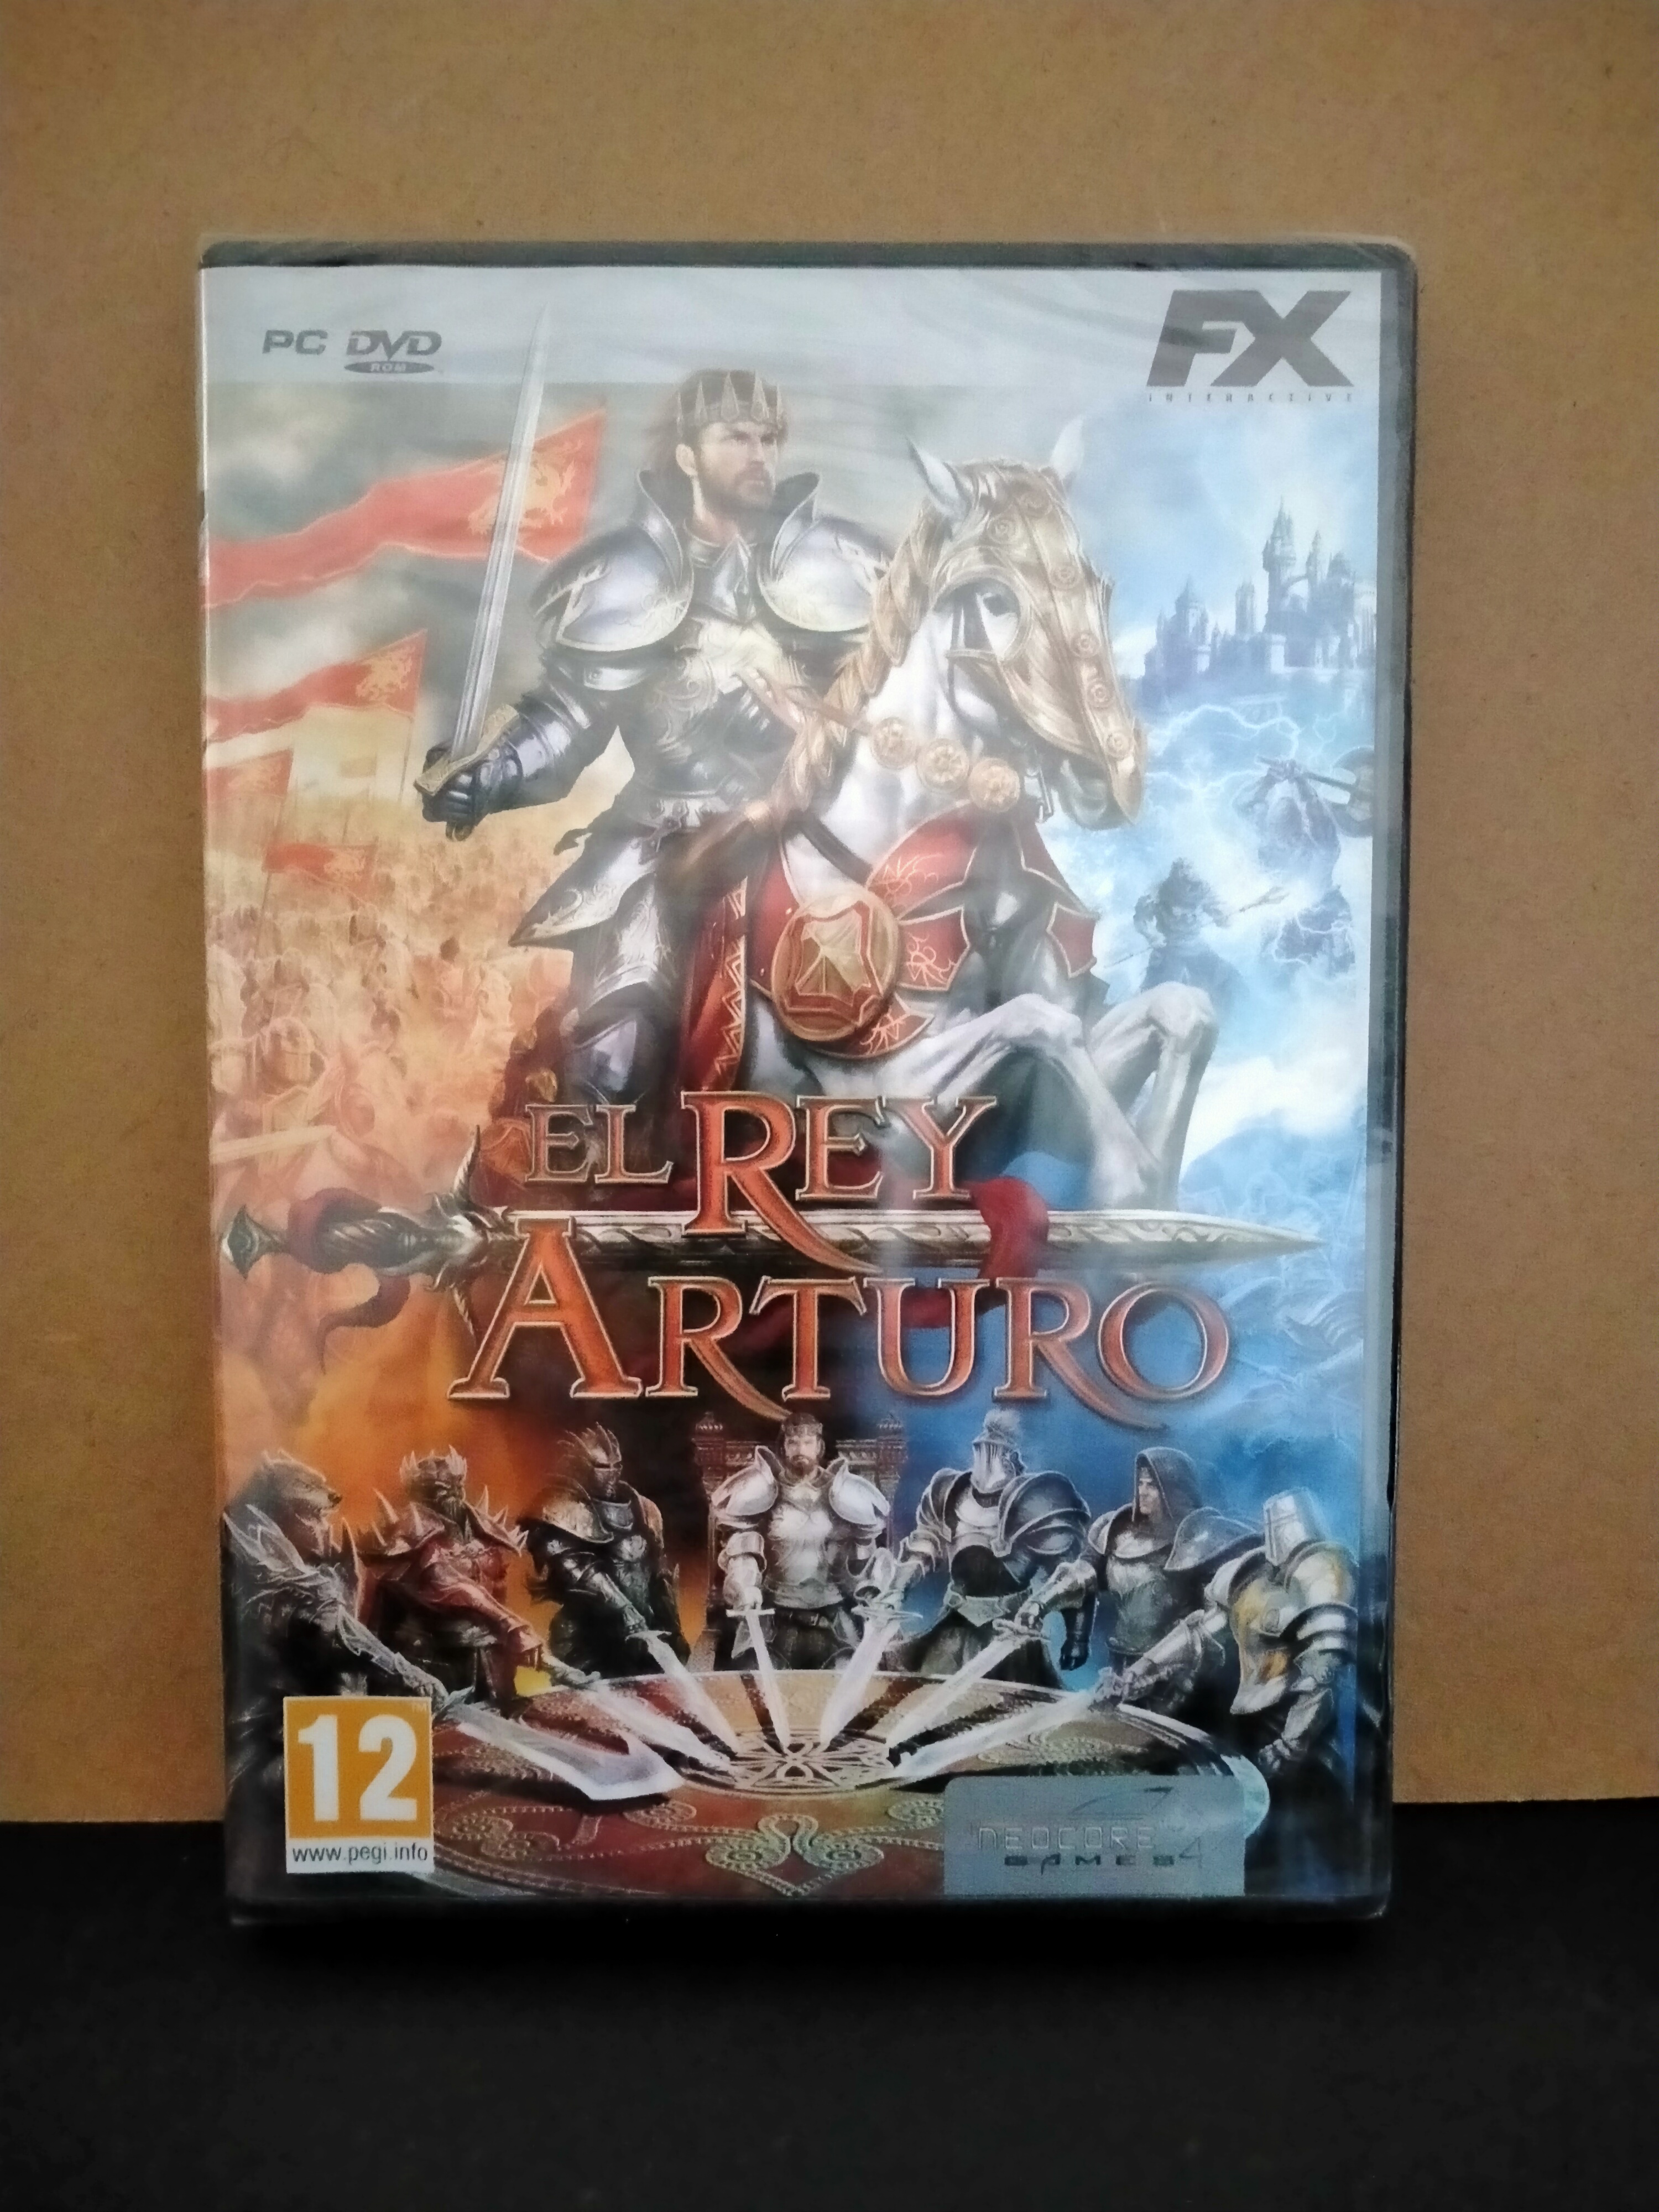 PC DVD
ROM
FX
INTERACTIVE
EL REY
ARTURO
12
www.pegi.info
NEOCORE
GAMES